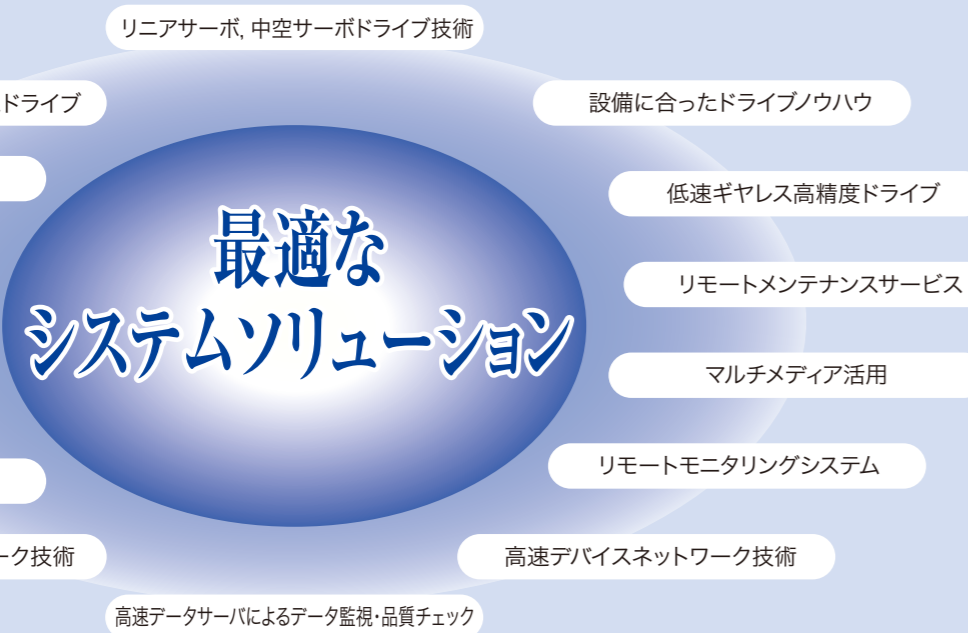 リニアサーボ, 中空サーボドライブ技術
ドライブ
設備に合ったドライブノウハウ
低速ギヤレス高精度ドライブ
最適な
システムソリューション
リモートメンテナンスサービス
マルチメディア活用
リモートモニタリングシステム
ーク技術
高速デバイスネットワーク技術
高速データサーバによるデータ監視・品質チェック